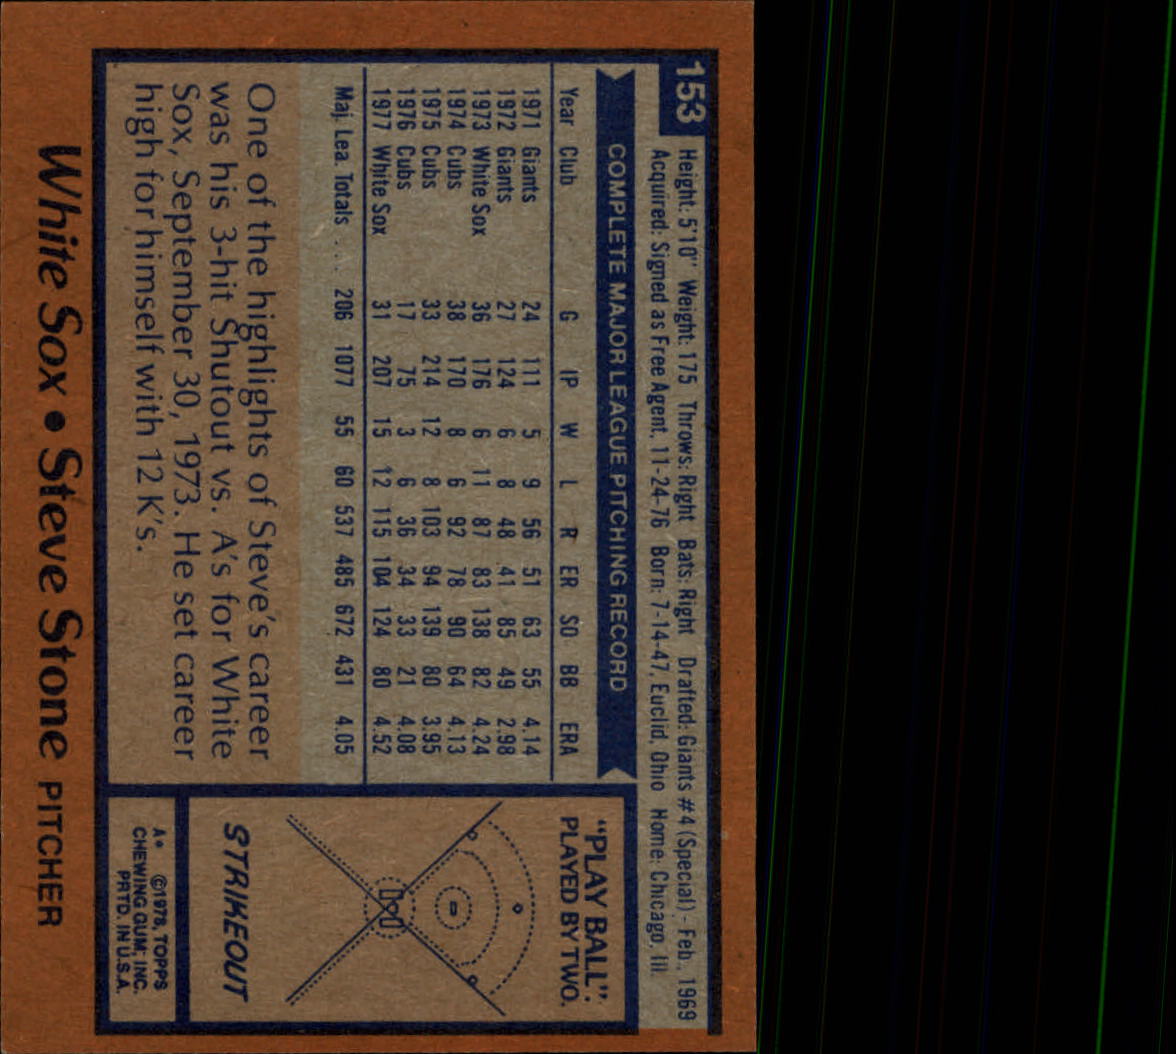 153
Height: 5'10" Weight: 175 Throws: Right Bats: Right Drafted: Giants #4 (Special) - Feb., 1969
Acquired: Signed as Free Agent, 11-24-76 Born: 7-14-47, Euclid, Ohio Home: Chicago, Ill.
COMPLETE MAJOR LEAGUE PITCHING RECORD
Year Club G IP W L R ER SO BB ERA
1971 Giants 24 111 5 9 56 51 63 55 4.14
1972 Giants 27 124 6 8 48 41 85 49 2.98
1973 White Sox 36 176 6 11 87 83 138 82 4.24
1974 Cubs 38 170 8 6 92 78 90 64 4.13
1975 Cubs 33 214 12 8 103 94 139 80 3.95
1976 Cubs 17 75 3 6 36 34 33 21 4.08
1977 White Sox 31 207 15 12 115 104 124 80 4.52
Maj. Lea. Totals . . . 206 1077 55 60 537 485 672 431 4.05
One of the highlights of Steve's career
was his 3-hit Shutout vs. A's for White
Sox, September 30, 1973. He set career
high for himself with 12 K's.
"PLAY BALL".
PLAYED BY TWO.
STRIKEOUT
A* ©1978, TOPPS
CHEWING GUM, INC.
PRTD. IN U.S.A.
White Sox • Steve Stone PITCHER